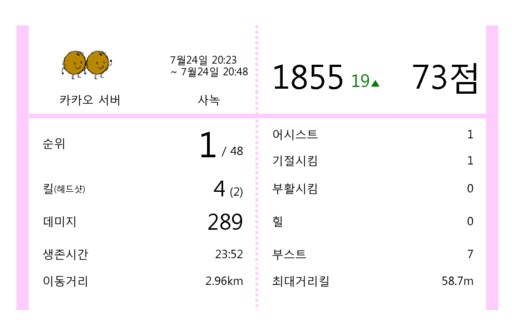 7월24일 20:23
~ 7월24일 20:48
카카오 서버
사녹
1855 19▲
73점
순위 1 / 48
킬(헤드샷) 4 (2)
데미지 289
생존시간 23:52
이동거리 2.96km
어시스트 1
기절시킴 1
부활시킴 0
힐 0
부스트 7
최대거리킬 58.7m